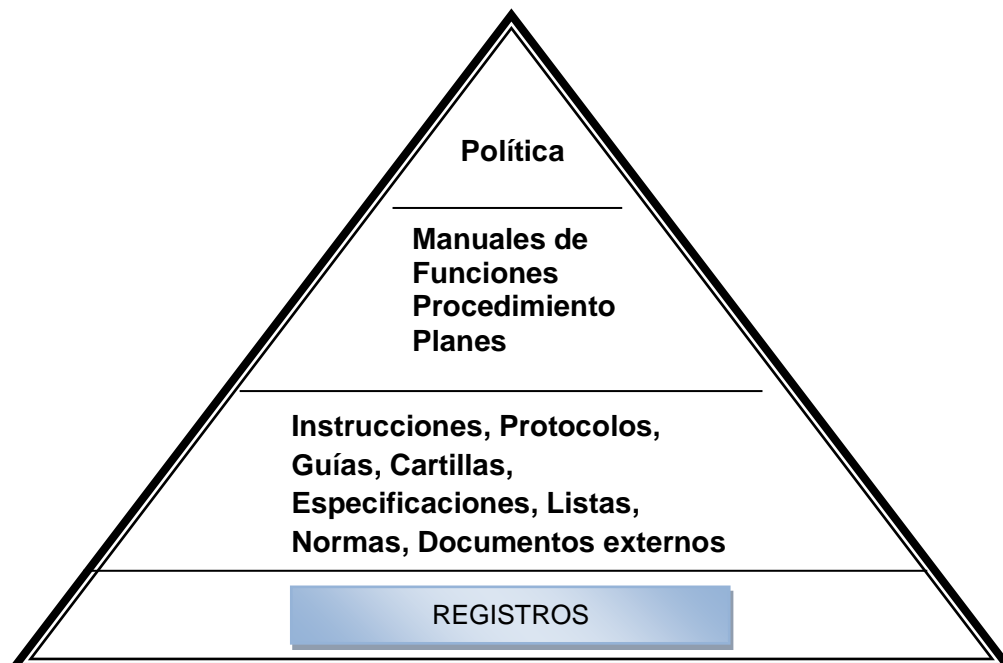 Política
Manuales de
Funciones
Procedimiento
Planes
Instrucciones, Protocolos,
Guías, Cartillas,
Especificaciones, Listas,
Normas, Documentos externos
REGISTROS